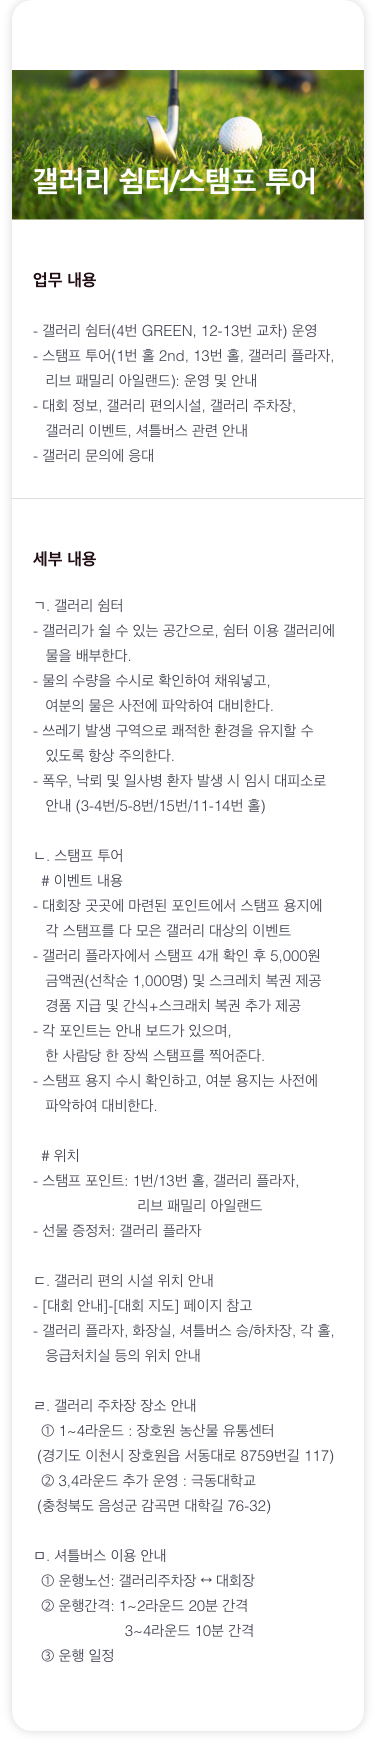 갤러리 쉼터/스탬프 투어
업무 내용
- 갤러리 쉼터(4번 GREEN, 12-13번 교차) 운영
- 스탬프 투어(1번 홀 2nd, 13번 홀, 갤러리 플라자,
리브 패밀리 아일랜드): 운영 및 안내
- 대회 정보, 갤러리 편의시설, 갤러리 주차장,
갤러리 이벤트, 셔틀버스 관련 안내
- 갤러리 문의에 응대
세부 내용
ㄱ. 갤러리 쉼터
- 갤러리가 쉴 수 있는 공간으로, 쉼터 이용 갤러리에
물을 배부한다.
- 물의 수량을 수시로 확인하여 채워넣고,
여분의 물은 사전에 파악하여 대비한다.
- 쓰레기 발생 구역으로 쾌적한 환경을 유지할 수
있도록 항상 주의한다.
- 폭우, 낙뢰 및 일사병 환자 발생 시 임시 대피소로
안내 (3-4번/5-8번/15번/11-14번 홀)
ㄴ. 스탬프 투어
# 이벤트 내용
- 대회장 곳곳에 마련된 포인트에서 스탬프 용지에
각 스탬프를 다 모은 갤러리 대상의 이벤트
- 갤러리 플라자에서 스탬프 4개 확인 후 5,000원
금액권(선착순 1,000명) 및 스크레치 복권 제공
경품 지급 및 간식+스크래치 복권 추가 제공
- 각 포인트는 안내 보드가 있으며,
한 사람당 한 장씩 스탬프를 찍어준다.
- 스탬프 용지 수시 확인하고, 여분 용지는 사전에
파악하여 대비한다.
# 위치
- 스탬프 포인트: 1번/13번 홀, 갤러리 플라자,
리브 패밀리 아일랜드
- 선물 증정처: 갤러리 플라자
ㄷ. 갤러리 편의 시설 위치 안내
- [대회 안내]-[대회 지도] 페이지 참고
- 갤러리 플라자, 화장실, 셔틀버스 승/하차장, 각 홀,
응급처치실 등의 위치 안내
ㄹ. 갤러리 주차장 장소 안내
① 1~4라운드 : 장호원 농산물 유통센터
(경기도 이천시 장호원읍 서동대로 8759번길 117)
② 3,4라운드 추가 운영 : 극동대학교
(충청북도 음성군 감곡면 대학길 76-32)
ㅁ. 셔틀버스 이용 안내
① 운행노선: 갤러리주차장 ↔ 대회장
② 운행간격: 1~2라운드 20분 간격
3~4라운드 10분 간격
③ 운행 일정